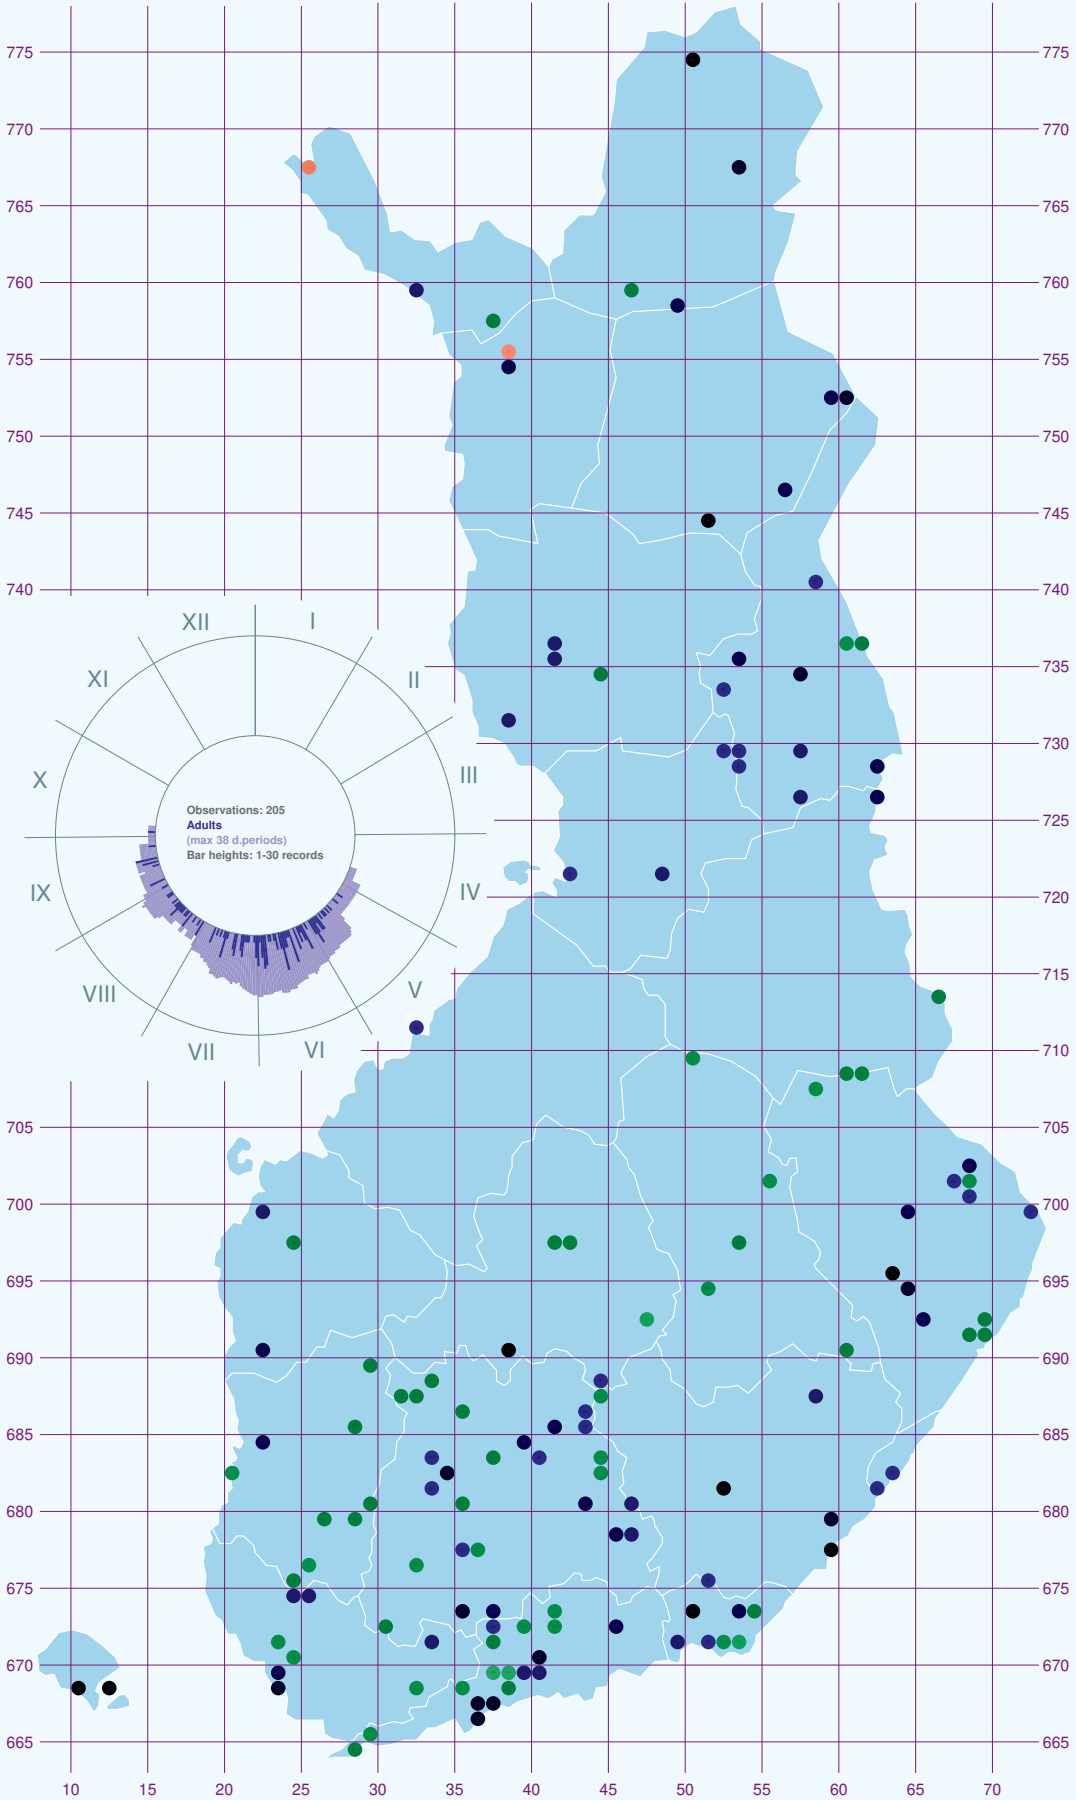 775 775
770 770
765 765
760 760
755 755
750 750
745 745
740 740
XII I
XI II
735
X III
730
Observations: 205
Adults
(max 38 d.periods)
Bar heights: 1-30 records
725
IX IV
720
VIII V
715
VII VI
710
705 705
700 700
695 695
690 690
685 685
680 680
675 675
670 670
665 665
10 15 20 25 30 35 40 45 50 55 60 65 70